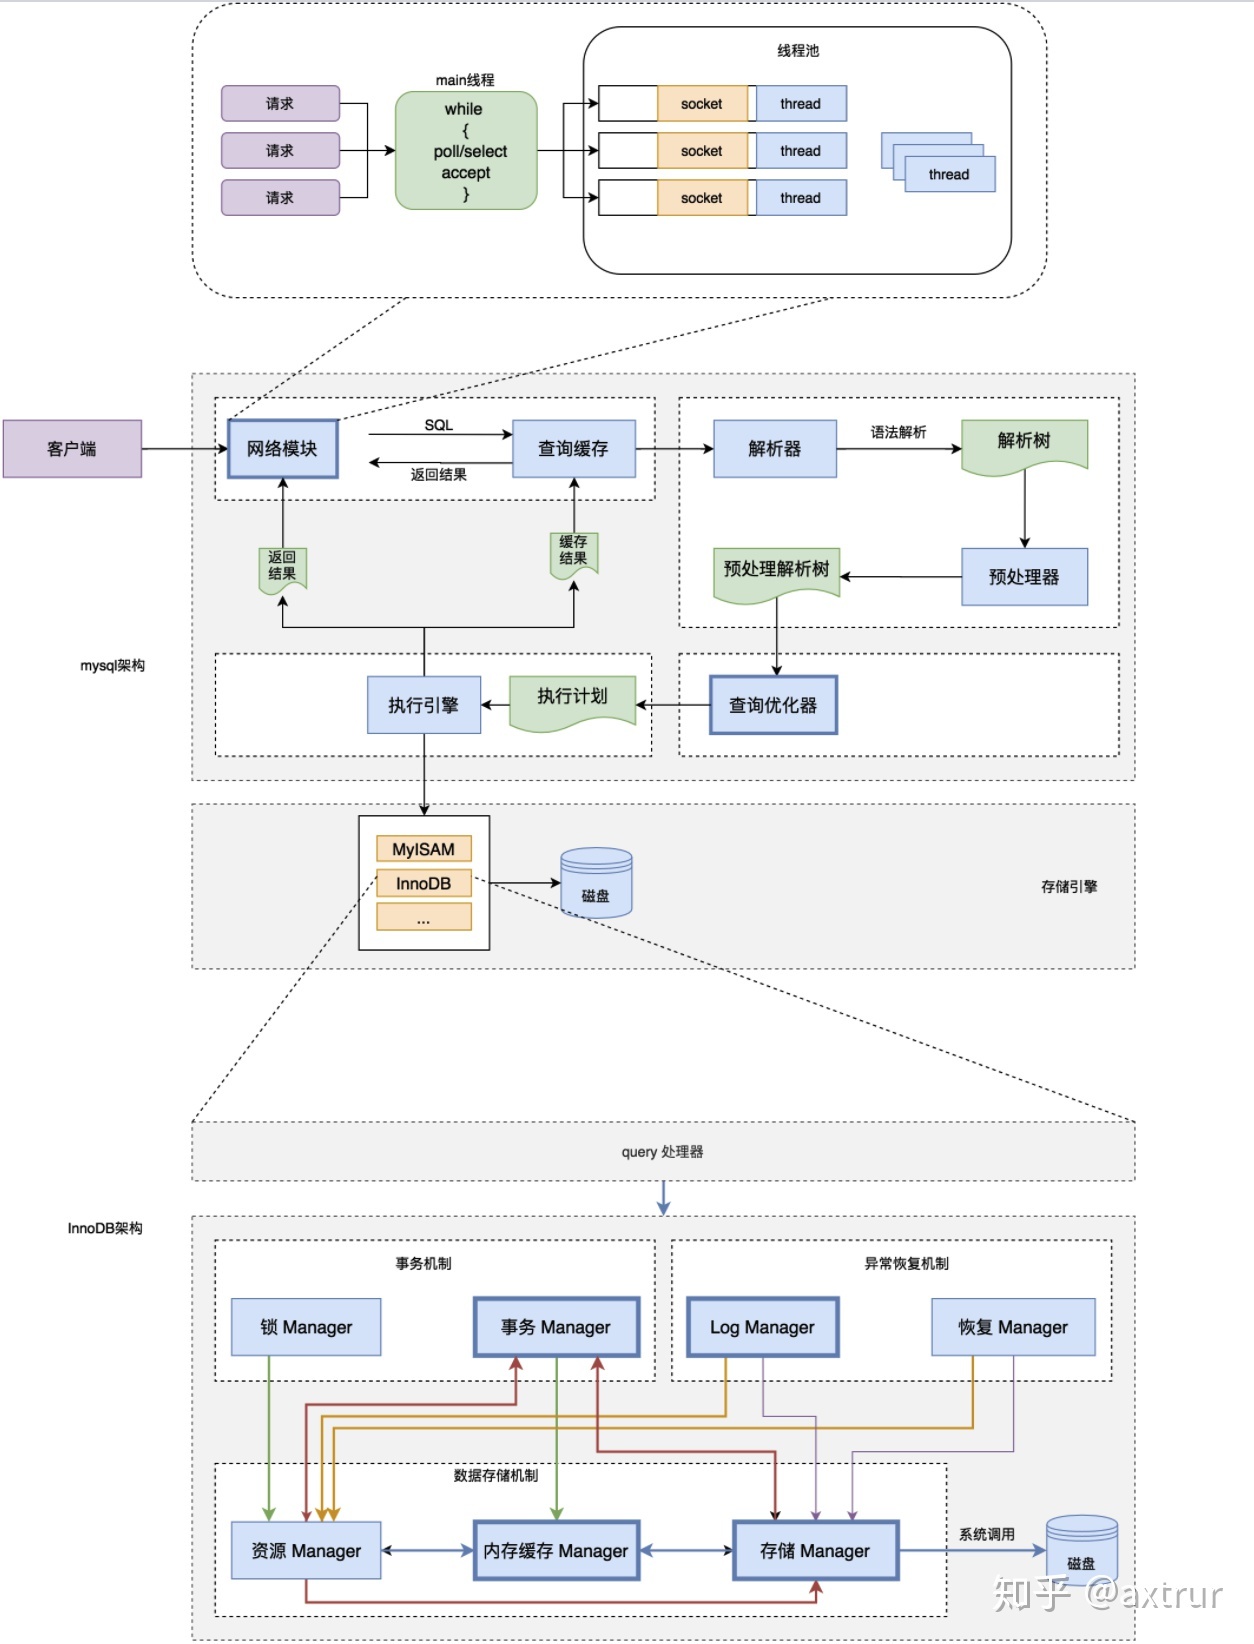 线程池
main线程
请求
请求
请求
while
{
poll/select
accept
}
socket
thread
socket
thread
socket
thread
thread
客户端
网络模块
SQL
返回结果
查询缓存
解析器
语法解析
解析树
返回
结果
缓存
结果
预处理解析树
预处理器
mysql架构
执行引擎
执行计划
查询优化器
MyISAM
InnoDB
...
磁盘
存储引擎
query 处理器
InnoDB架构
事务机制
异常恢复机制
锁 Manager
事务 Manager
Log Manager
恢复 Manager
数据存储机制
资源 Manager
内存缓存 Manager
存储 Manager
系统调用
磁盘
知乎 @axtrur